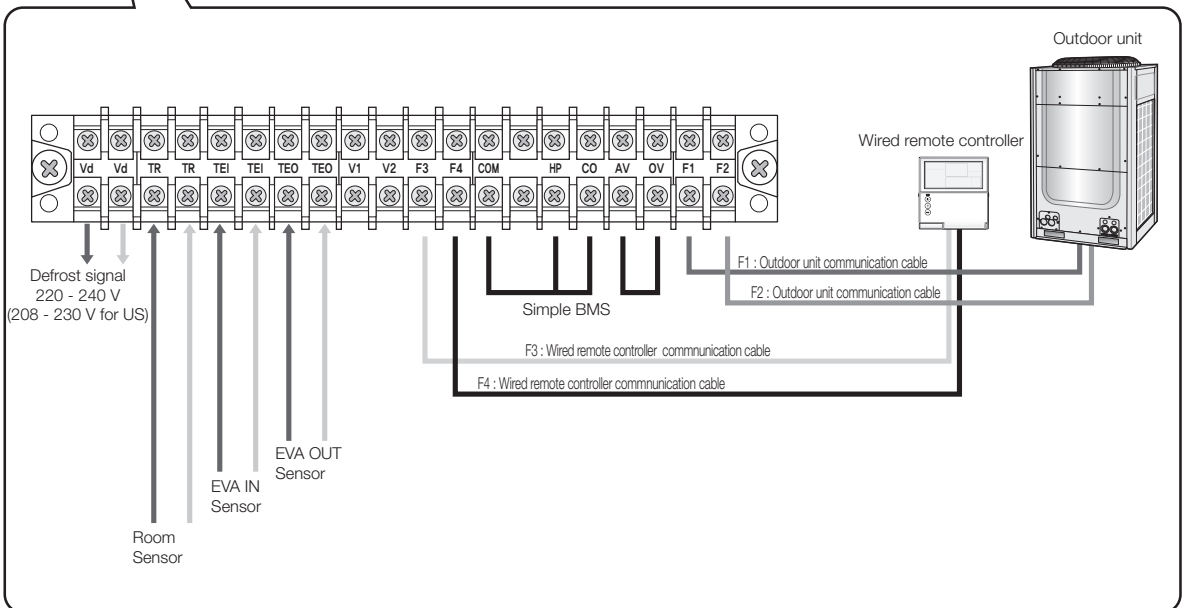 Outdoor unit
Wired remote controller
Vd Vd TR TR TEI TEI TEO TEO V1 V2 F3 F4 COM HP CO AV OV F1 F2
Defrost signal
220 - 240 V
(208 - 230 V for US)
F1 : Outdoor unit communication cable
F2 : Outdoor unit communication cable
Simple BMS
F3 : Wired remote controller commnunication cable
F4 : Wired remote controller commnunication cable
EVA OUT
Sensor
EVA IN
Sensor
Room
Sensor